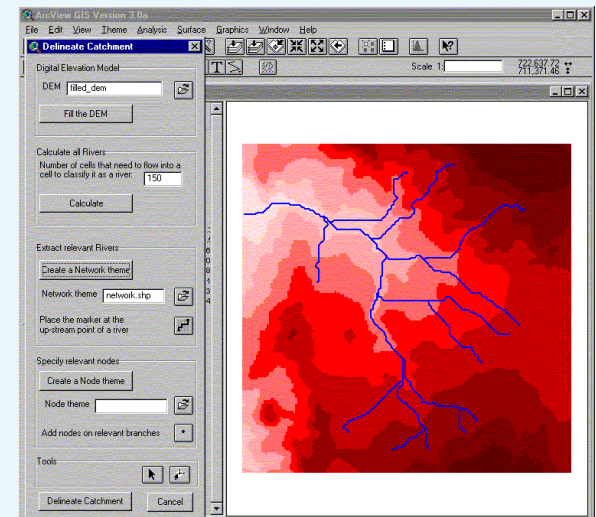 ArcView GIS Version 3.0a
File Edit View Theme Analysis Surface Graphics Window Help
Delineate Catchment
Scale 1:
722,637.72
711,371.46
Digital Elevation Model
DEM filled_dem
Fill the DEM
Calculate all Rivers
Number of cells that need to flow into a
cell to classify it as a river: 150
Calculate
Extract relevant Rivers
Create a Network theme
Network theme network.shp
Place the marker at the
up-stream point of a river
Specify relevant nodes
Create a Node theme
Node theme
Add nodes on relevant branches
Tools
Delineate Catchment Cancel